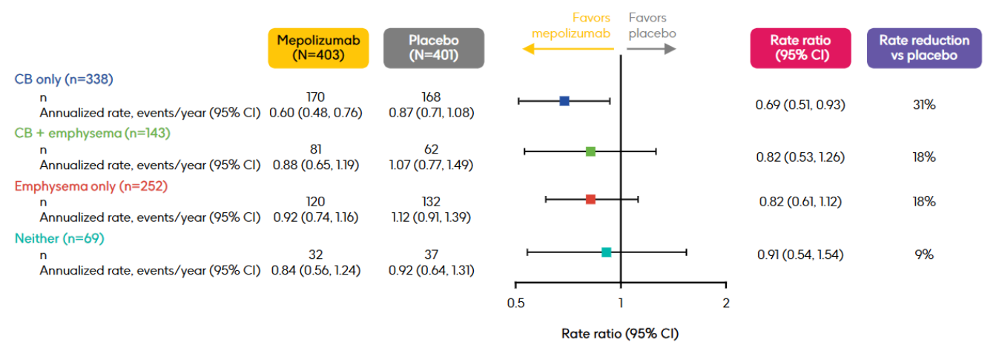 Favors mepolizumab
Favors placebo
Mepolizumab (N=403)
Placebo (N=401)
Rate ratio (95% CI)
Rate reduction vs placebo
CB only (n=338)
n 170 168
Annualized rate, events/year (95% CI) 0.60 (0.48, 0.76) 0.87 (0.71, 1.08) 0.69 (0.51, 0.93) 31%
CB + emphysema (n=143)
n 81 62
Annualized rate, events/year (95% CI) 0.88 (0.65, 1.19) 1.07 (0.77, 1.49) 0.82 (0.53, 1.26) 18%
Emphysema only (n=252)
n 120 132
Annualized rate, events/year (95% CI) 0.92 (0.74, 1.16) 1.12 (0.91, 1.39) 0.82 (0.61, 1.12) 18%
Neither (n=69)
n 32 37
Annualized rate, events/year (95% CI) 0.84 (0.56, 1.24) 0.92 (0.64, 1.31) 0.91 (0.54, 1.54) 9%
0.5 1 2
Rate ratio (95% CI)